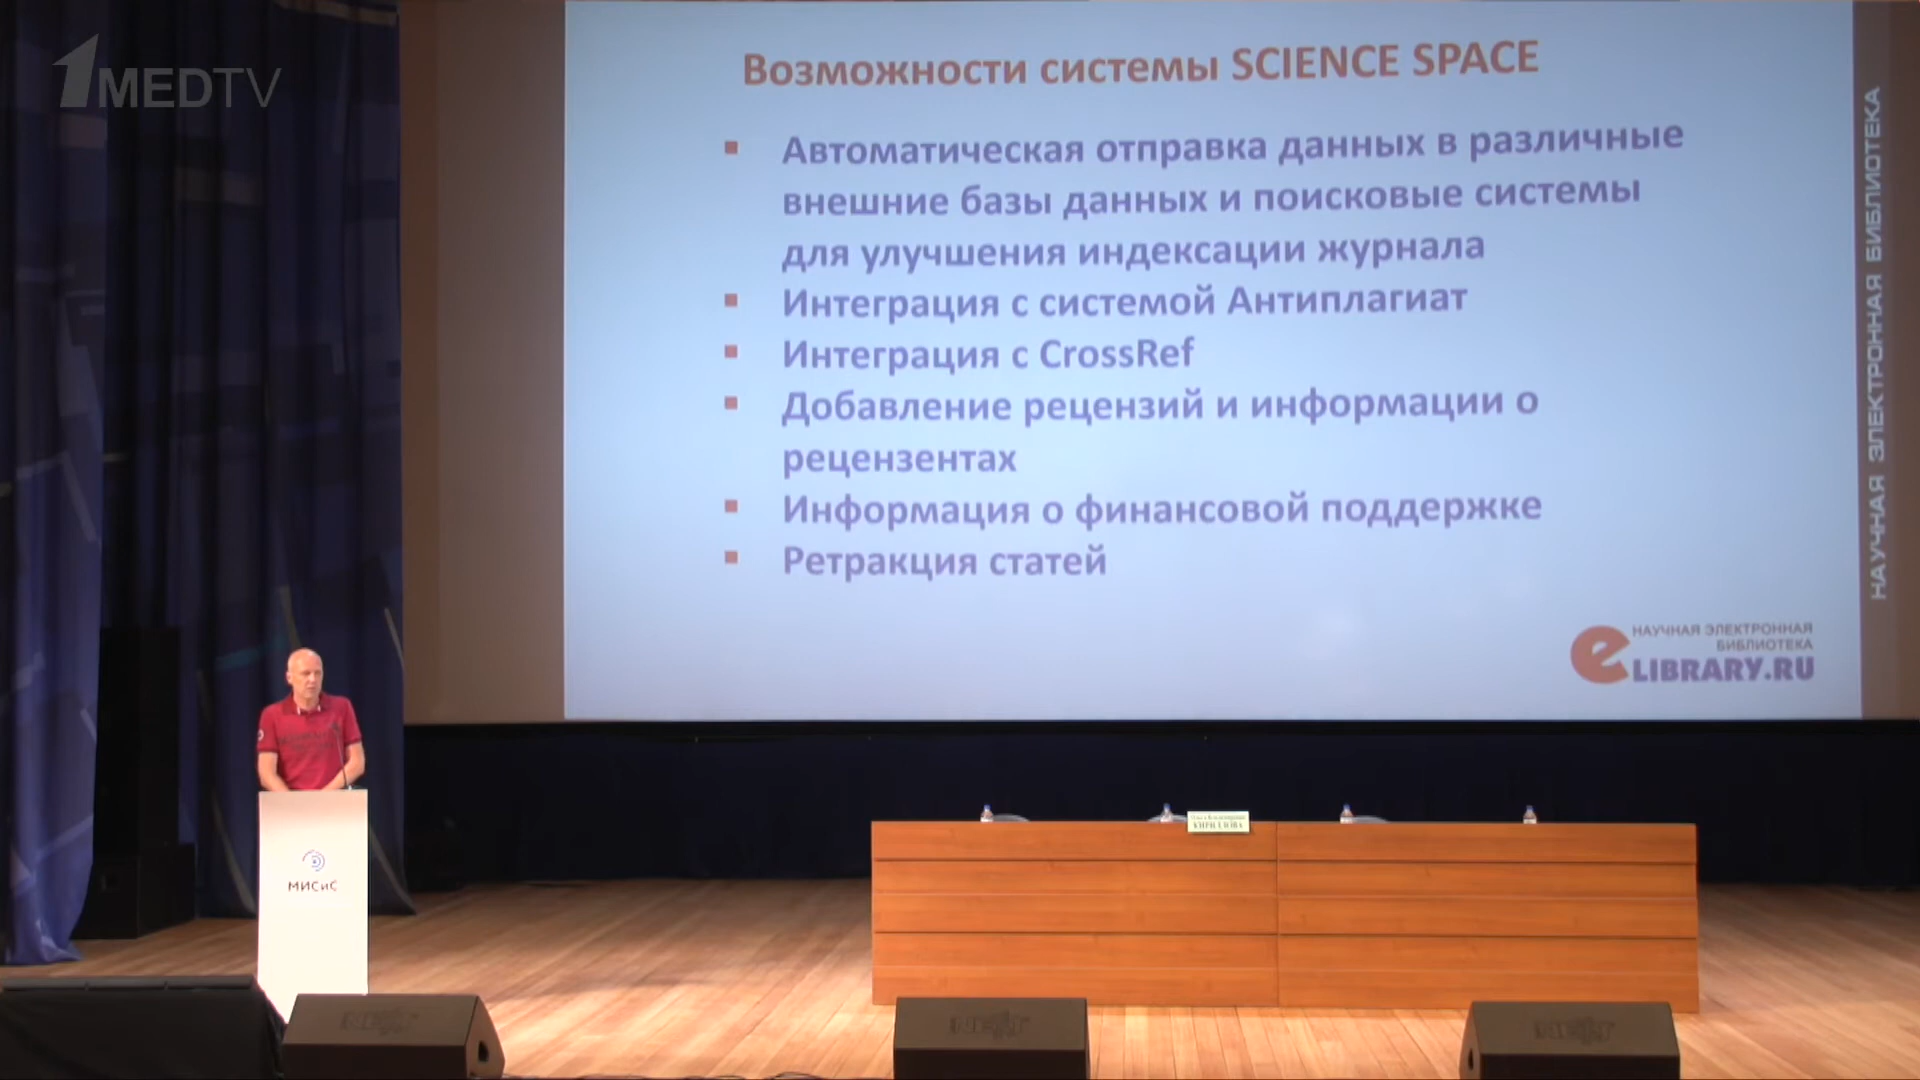 1MEDTV
Возможности системы SCIENCE SPACE
Автоматическая отправка данных в различные
внешние базы данных и поисковые системы
для улучшения индексации журнала
Интеграция с системой Антиплагиат
Интеграция с CrossRef
Добавление рецензий и информации о
рецензентах
Информация о финансовой поддержке
Ретракция статей
НАУЧНАЯ ЭЛЕКТРОННАЯ
БИБЛИОТЕКА
eLIBRARY.RU
НАУЧНАЯ ЭЛЕКТРОННАЯ БИБЛИОТЕКА
КИРИЛЛОВА
МИСиС